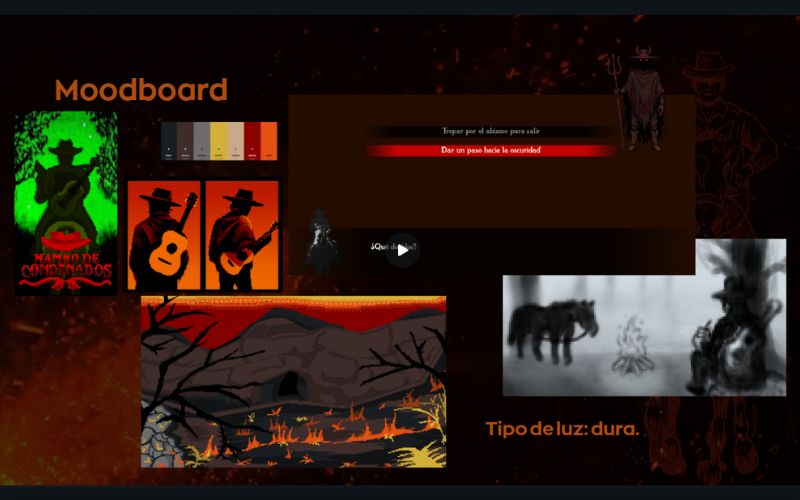 Moodboard
Trepar por el abismo para salir
Dar un paso hacia la oscuridad
MAMBO DE
CONDENADOS
¿Qué
Tipo de luz: dura.